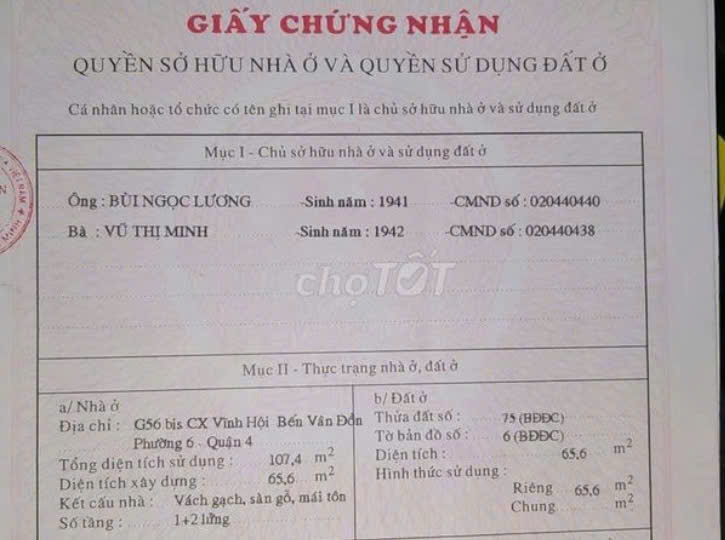 GIẤY CHỨNG NHẬN
QUYỀN SỞ HỮU NHÀ Ở VÀ QUYỀN SỬ DỤNG ĐẤT Ở
Cá nhân hoặc tổ chức có tên ghi tại mục I là chủ sở hữu nhà ở và sử dụng đất ở
Mục I - Chủ sở hữu nhà ở và sử dụng đất ở
Ông : BÙI NGỌC LƯƠNG -Sinh năm : 1941 -CMND số : 020440440
Bà : VŨ THỊ MINH -Sinh năm : 1942 -CMND số : 020440438
chợTỐT
Mục II - Thực trạng nhà ở, đất ở
a/ Nhà ở
Địa chỉ : G56 bis CX Vĩnh Hội Bến Vân Đồn
Phường 6 - Quận 4
Tổng diện tích sử dụng : 107,4 m2
Diện tích xây dựng : 65,6 m2
Kết cấu nhà : Vách gạch, sàn gỗ, mái tôn
Số tầng : 1+2 lửng
b/ Đất ở
Thửa đất số : 75 (BĐĐC)
Tờ bản đồ số : 6 (BĐĐC)
Diện tích : 65,6 m2
Hình thức sử dụng :
Riêng 65,6 m2
Chung m2